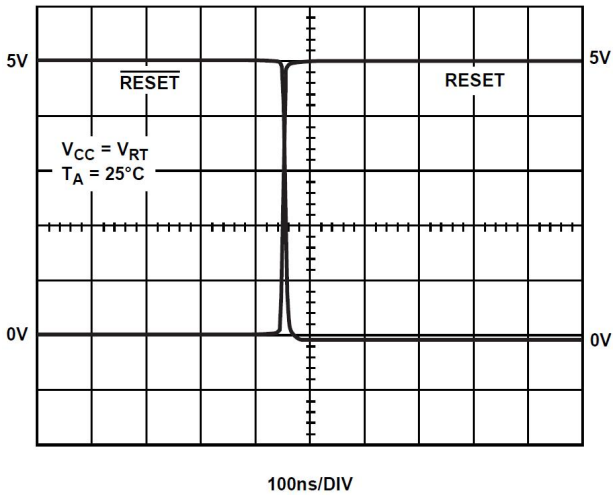 5V
5V
RESET
RESET
VCC = VRT
TA = 25°C
0V
0V
100ns/DIV